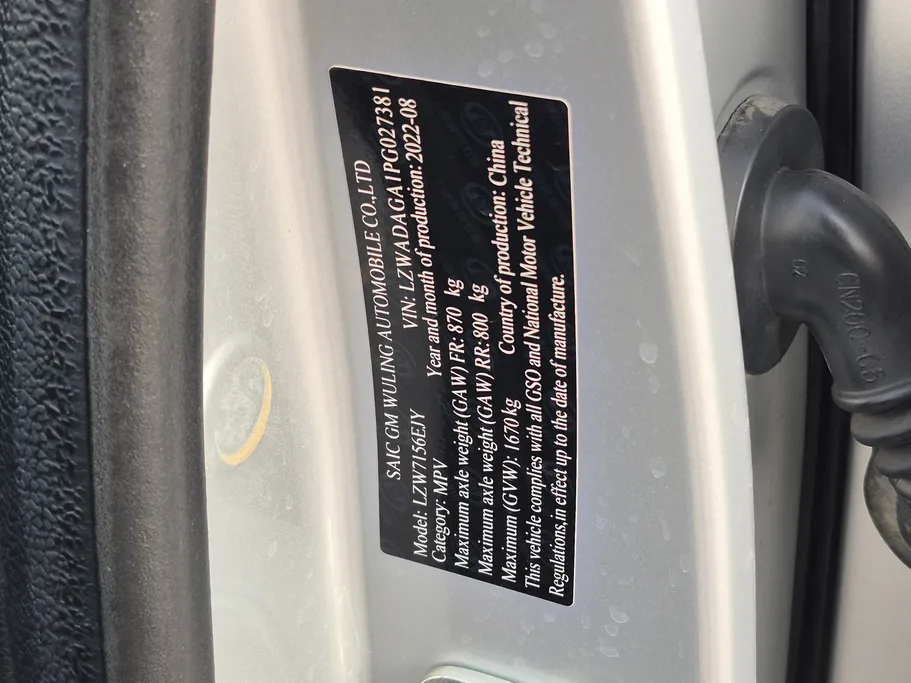 SAIC GM WULING AUTOMOBILE CO.,LTD
Model: LZW7156EJY VIN: LZWADAGA1PG027381
Category: MPV Year and month of production: 2022-08
Maximum axle weight (GAW) FR: 870 kg
Maximum axle weight (GAW) RR: 800 kg
Maximum (GVW): 1670 kg Country of production: China
This vehicle complies with all GSO and National Motor Vehicle Technical
Regulations,in effect up to the date of manufacture.